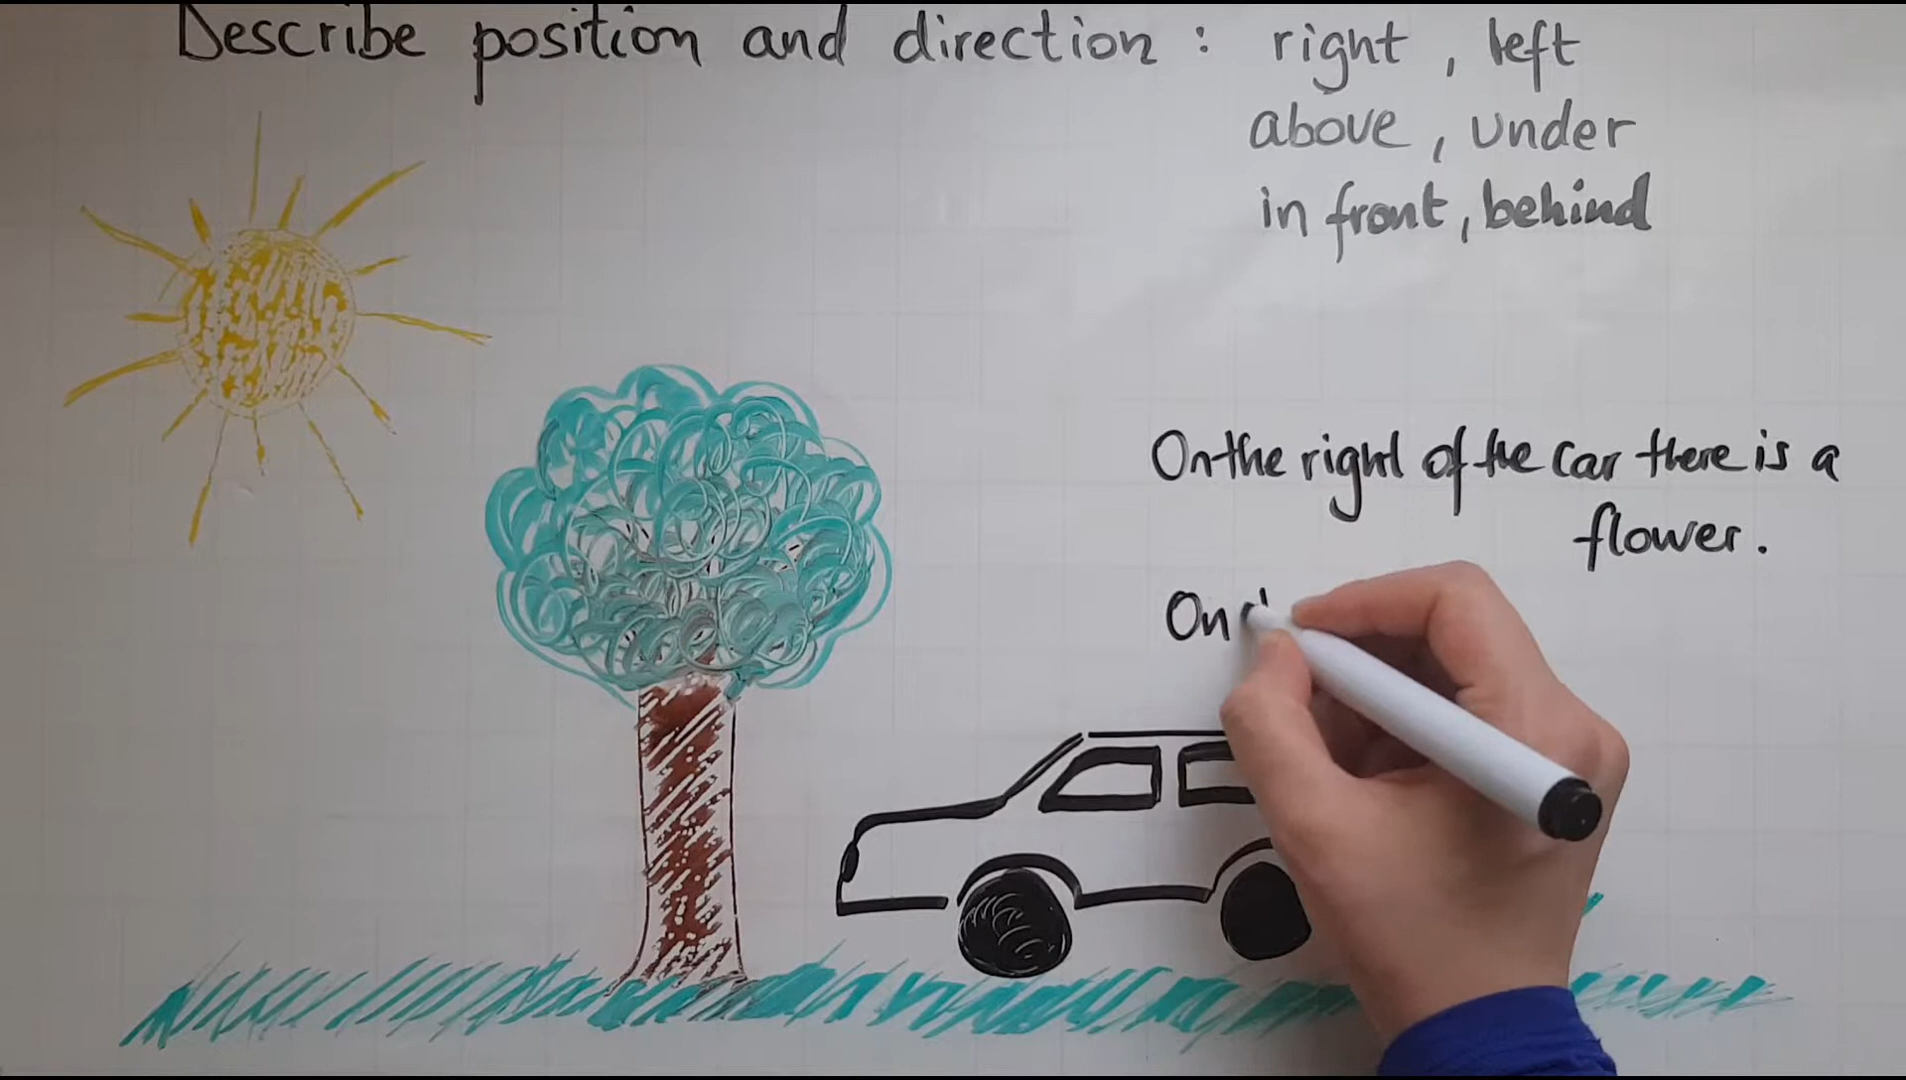 Describe position and direction : right , left
above , under
in front , behind
On the right of the car there is a
flower .
On